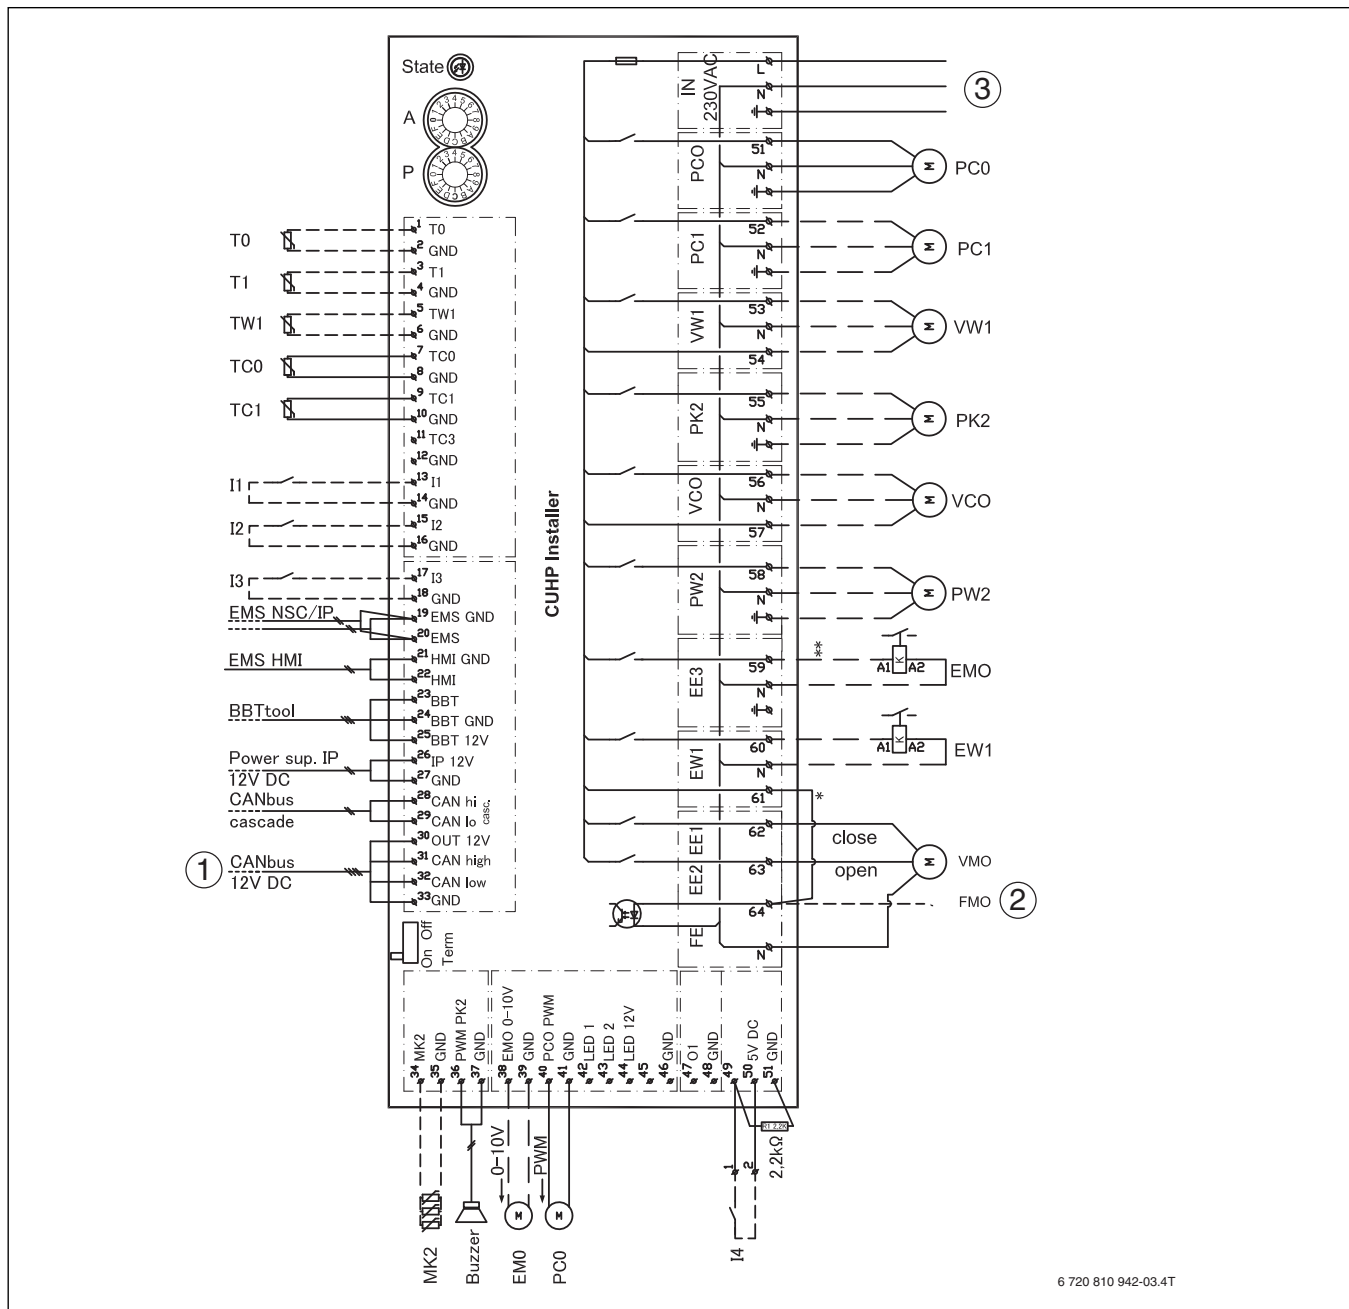 State
A
P
T0
T1
TW1
TC0
TC1
I1
I2
I3
EMS NSC/IP
EMS HMI
BBTtool
Power sup. IP
12V DC
CANbus
cascade
1
CANbus
12V DC
1 T0
2 GND
3 T1
4 GND
5 TW1
6 GND
7 TC0
8 GND
9 TC1
10 GND
11 TC3
12 GND
13 I1
14 GND
15 I2
16 GND
17 I3
18 GND
19 EMS GND
20 EMS
21 HMI GND
22 HMI
23 BBT
24 BBT GND
25 BBT 12V
26 IP 12V
27 GND
28 CAN hi
29 CAN lo
casc.
30 OUT 12V
31 CAN high
32 CAN low
33 GND
On Off
Term
CUHP Installer
IN
230VAC
L
N
3
PCO
51
N
M
PC0
PC1
52
N
M
PC1
VW1
53
N
54
M
VW1
PK2
55
N
M
PK2
VCO
56
N
57
M
VCO
PW2
58
N
M
PW2
EE3
59
N
**
A1 K A2
EMO
EW1
60
N
61
*
A1 K A2
EW1
EE1
62
close
EE2
63
open
M
VMO
FE
64
FMO
2
N
34 MK2
35 GND
36 PWM PK2
37 GND
38 EMO 0-10V
39 GND
40 PCO PWM
41 GND
42 LED 1
43 LED 2
44 LED 12V
45
46 GND
47 O1
48 GND
49
50 5V DC
51 GND
R1 2,2K
2,2kΩ
1
2
0-10V
PWM
M
M
MK2
Buzzer
EM0
PC0
I4
6 720 810 942-03.4T